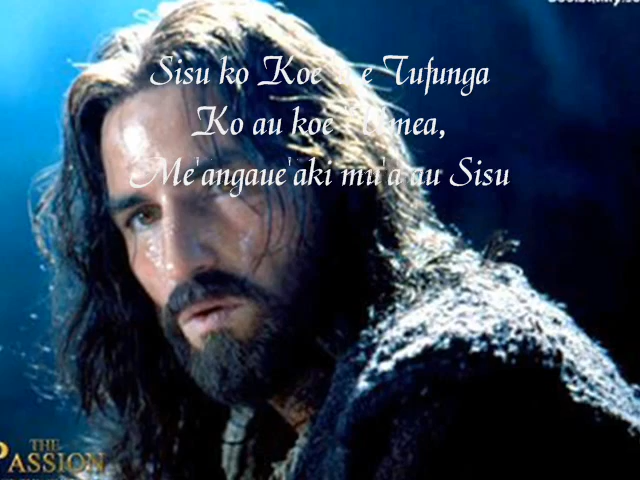 Sisu ko Koe e Tufunga
Ko au koe
Me'angaue'aki mu'a au Sisu
THE
PASSION